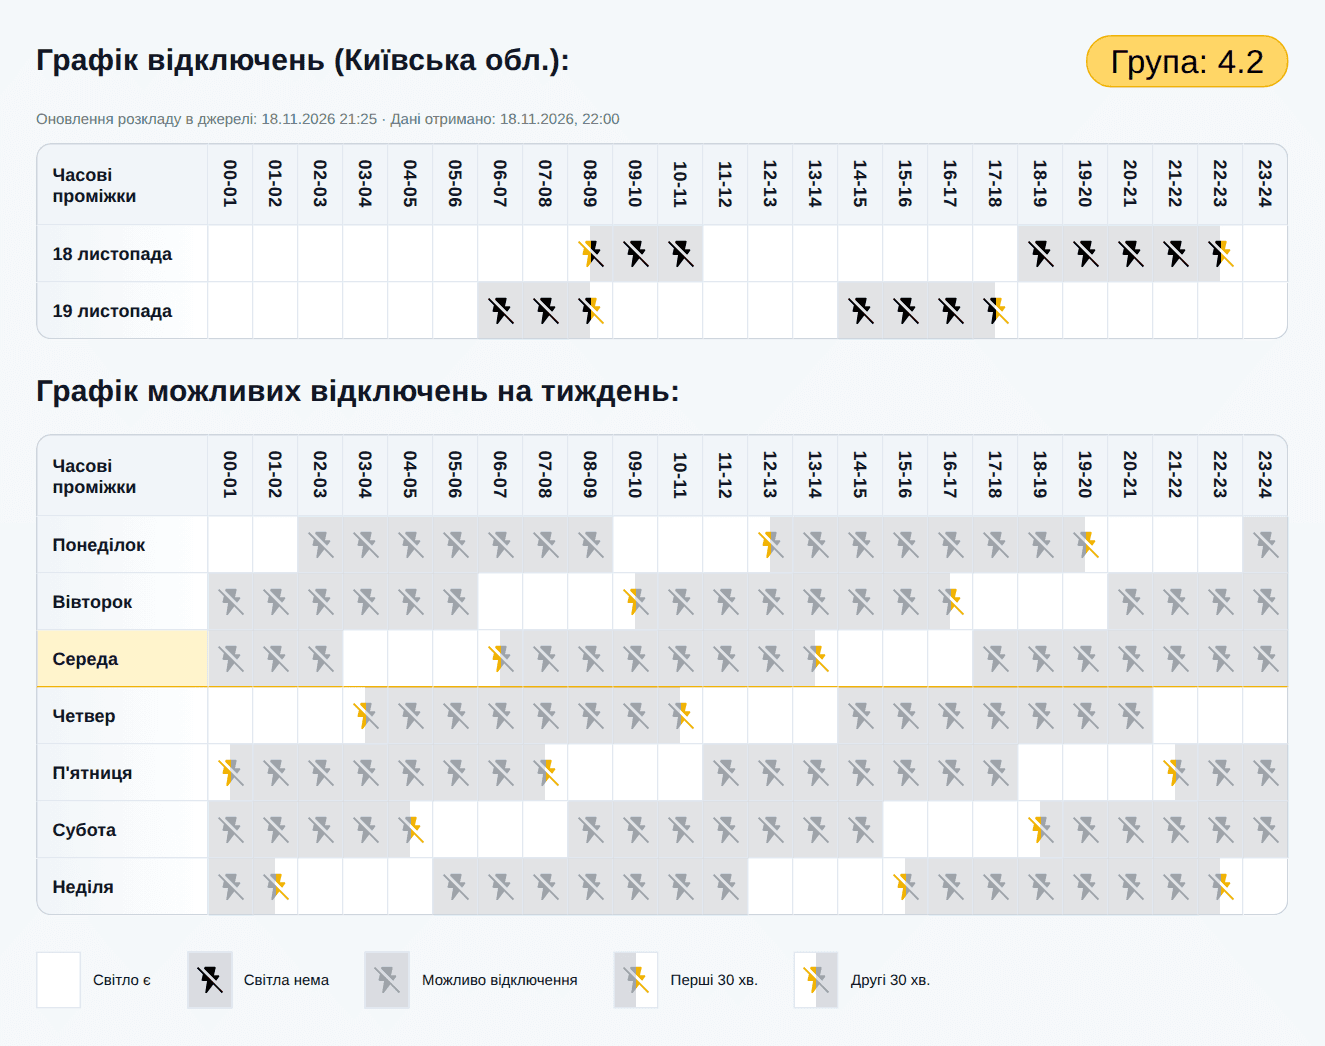 Графік відключень (Київська обл.):
Група: 4.2
Оновлення розкладу в джерелі: 18.11.2026 21:25 · Дані отримано: 18.11.2026, 22:00
Часові проміжки 00-01 01-02 02-03 03-04 04-05 05-06 06-07 07-08 08-09 09-10 10-11 11-12 12-13 13-14 14-15 15-16 16-17 17-18 18-19 19-20 20-21 21-22 22-23 23-24
18 листопада
19 листопада
Графік можливих відключень на тиждень:
Часові проміжки 00-01 01-02 02-03 03-04 04-05 05-06 06-07 07-08 08-09 09-10 10-11 11-12 12-13 13-14 14-15 15-16 16-17 17-18 18-19 19-20 20-21 21-22 22-23 23-24
Понеділок
Вівторок
Середа
Четвер
П'ятниця
Субота
Неділя
Світло є Світла нема Можливо відключення Перші 30 хв. Другі 30 хв.